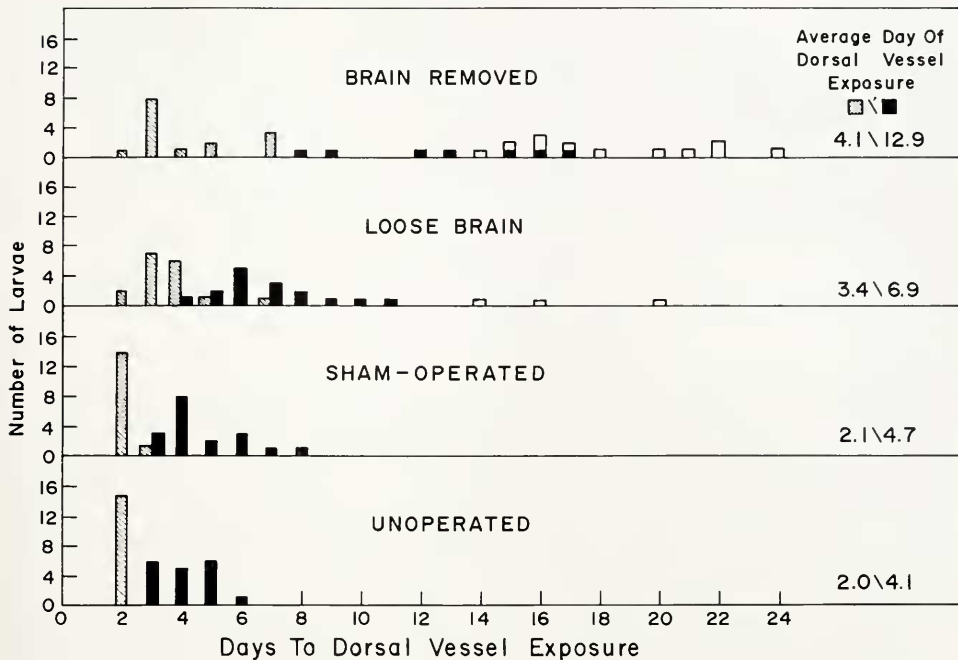 Average Day Of
Dorsal Vessel
Exposure
\
BRAIN REMOVED
16
12
8
4
0
4.1\12.9
LOOSE BRAIN
16
12
8
4
0
3.4\6.9
Number of Larvae
SHAM-OPERATED
16
12
8
4
0
2.1\4.7
UNOPERATED
16
12
8
4
0
2.0\4.1
0 2 4 6 8 10 12 14 16 18 20 22 24
Days To Dorsal Vessel Exposure